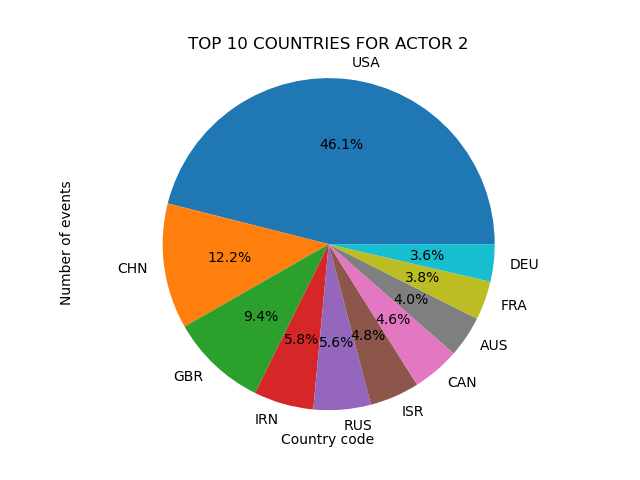 TOP 10 COUNTRIES FOR ACTOR 2
USA
46.1%
CHN
12.2%
GBR
9.4%
IRN
5.8%
RUS
5.6%
ISR
4.8%
CAN
4.6%
AUS
4.0%
FRA
3.8%
DEU
3.6%
Number of events
Country code